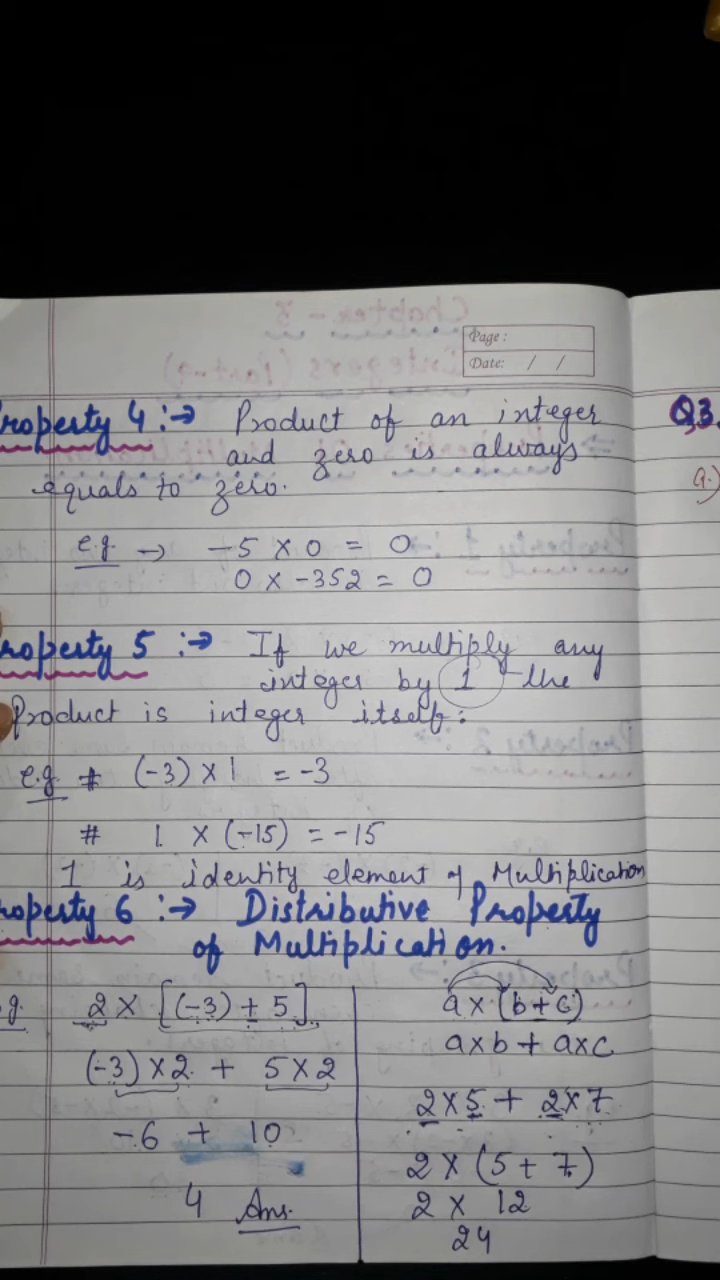 Page:
Date: / /
roperty 4 :→ Product of an integer
and zero is always
equals to zero.
e.g. → -5 × 0 = 0
0 × -352 = 0
roperty 5 :→ If we multiply any
integer by 1 the
Product is integer itself.
e.g # (-3) × 1 = -3
# 1 × (-15) = -15
1 is identity element of Multiplication
roperty 6 :→ Distributive Property
of Multiplication.
g. 2 × [(-3) + 5]
(-3) × 2 + 5 × 2
-6 + 10
4 Ans.
a × (b + c)
a×b + a×c
2×5 + 2×7
2 × (5 + 7)
2 × 12
24
Q3.
a.)